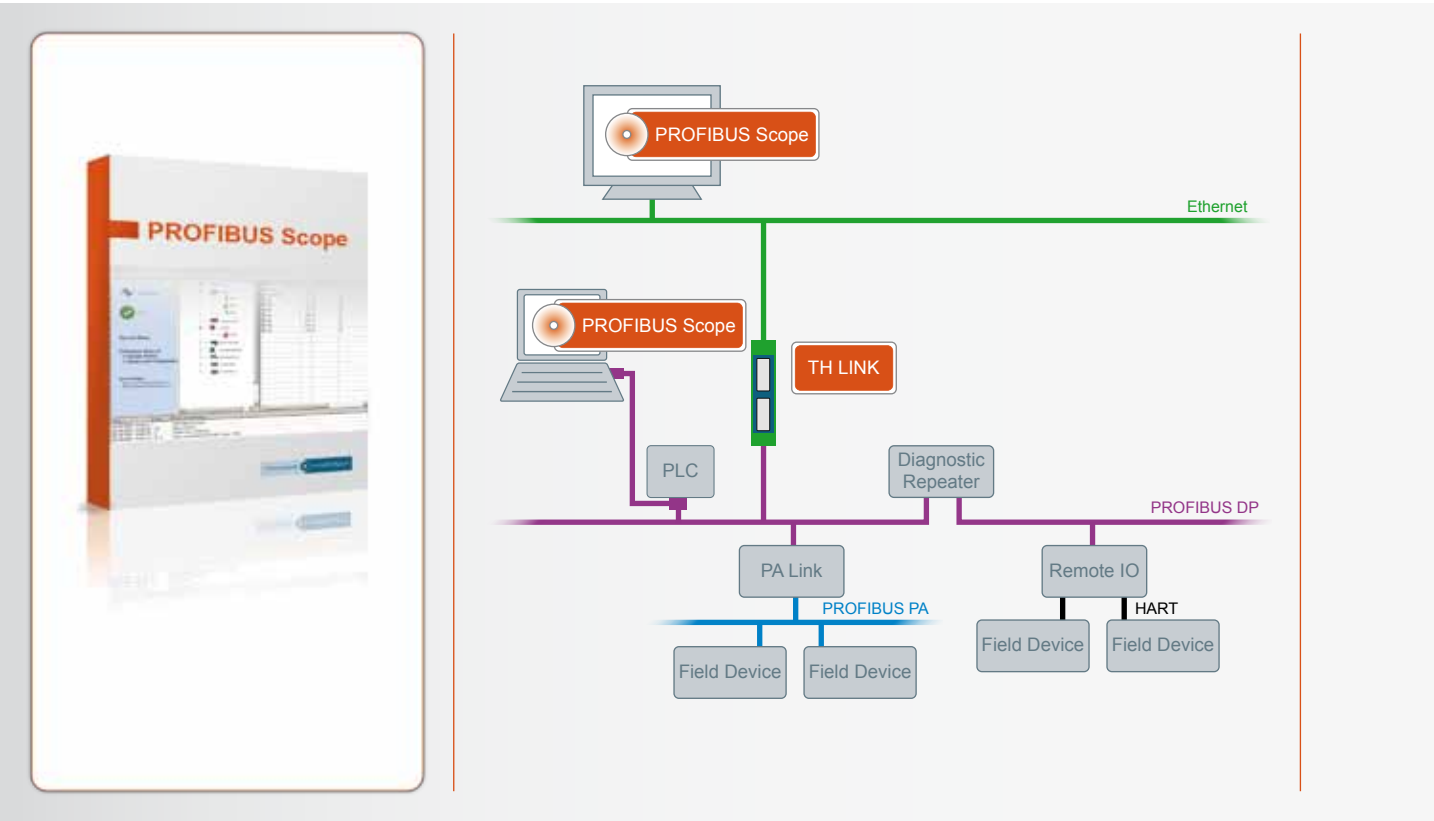 PROFIBUS Scope
PROFIBUS Scope
Ethernet
PROFIBUS Scope
TH LINK
PLC
Diagnostic
Repeater
PROFIBUS DP
PA Link
Remote IO
PROFIBUS PA
HART
Field Device
Field Device
Field Device
Field Device